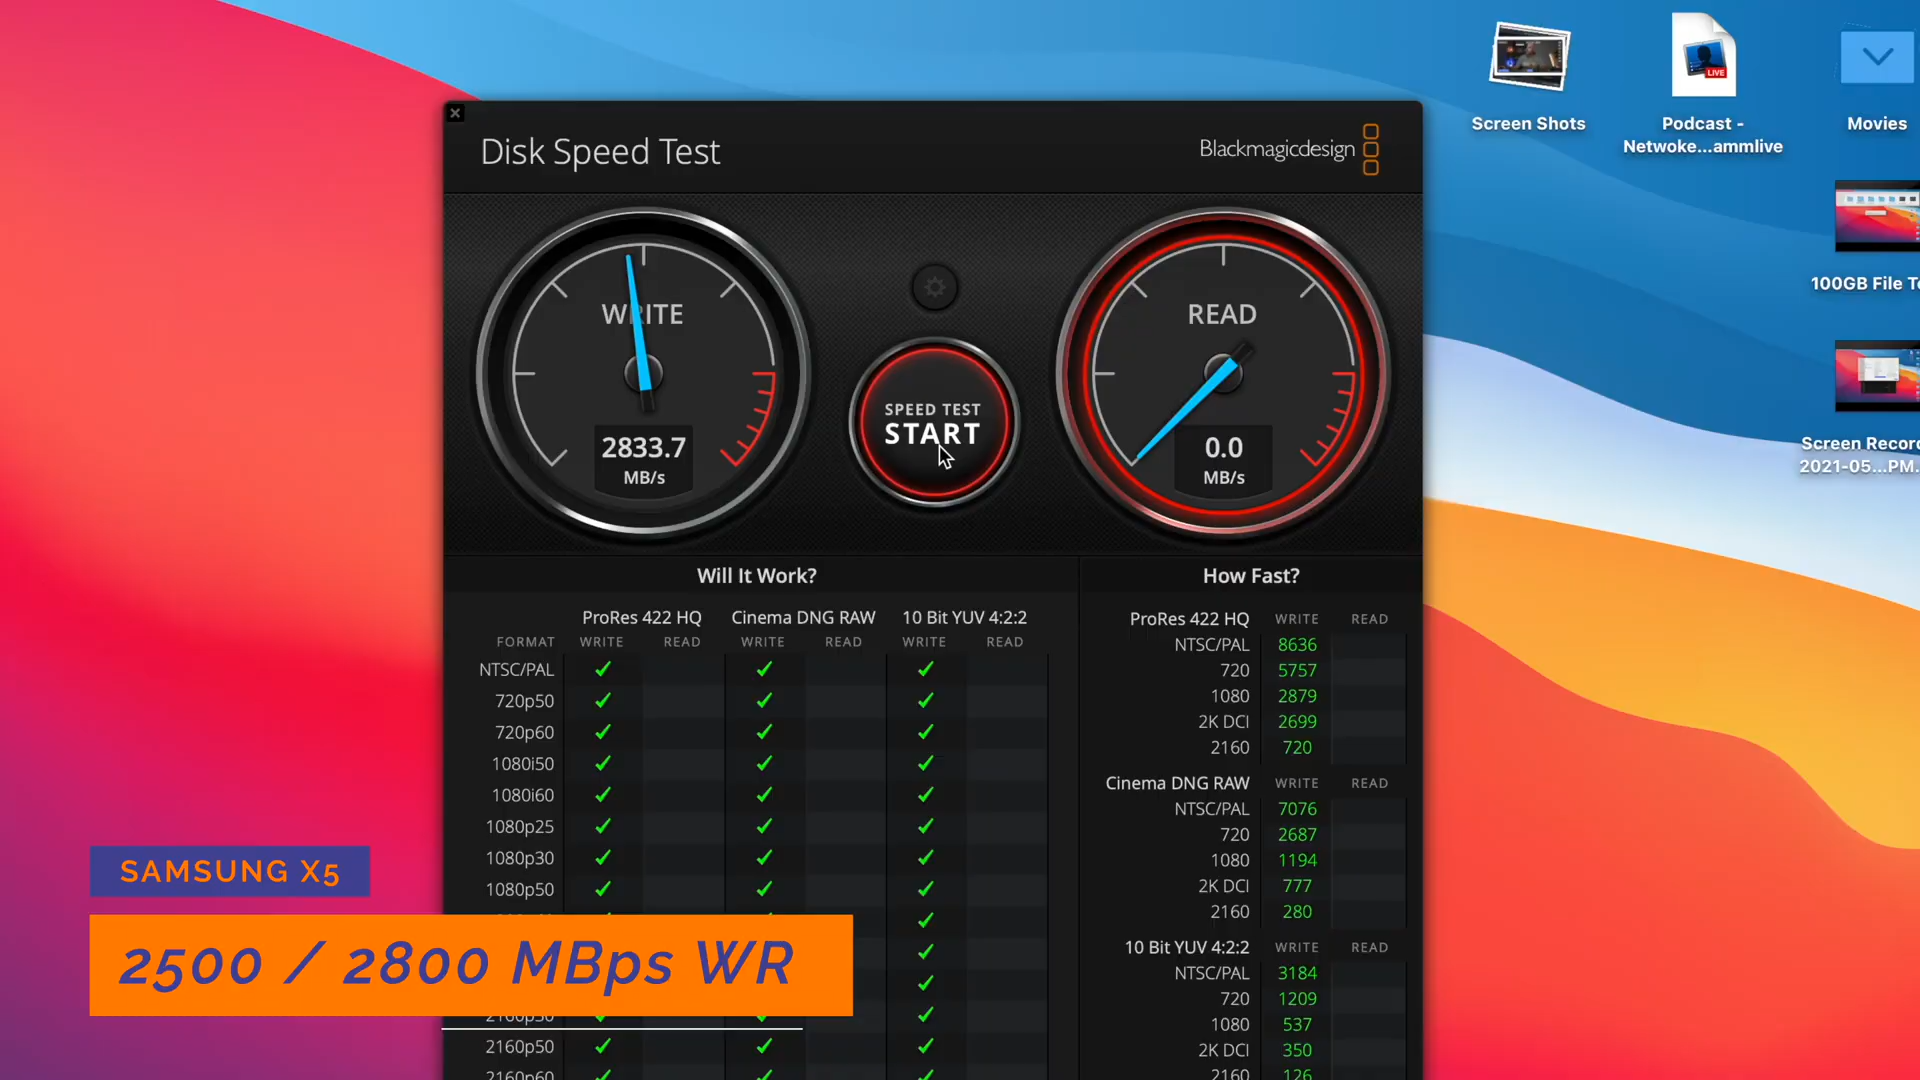 Disk Speed Test
Blackmagicdesign
WRITE
2833.7
MB/s
SPEED TEST
START
READ
0.0
MB/s
Will It Work?
ProRes 422 HQ Cinema DNG RAW 10 Bit YUV 4:2:2
FORMAT WRITE READ WRITE READ WRITE READ
NTSC/PAL ✓ ✓ ✓
720p50 ✓ ✓ ✓
720p60 ✓ ✓ ✓
1080i50 ✓ ✓ ✓
1080i60 ✓ ✓ ✓
1080p25 ✓ ✓ ✓
1080p30 ✓ ✓ ✓
1080p50 ✓ ✓ ✓
2160p30
2160p50 ✓ ✓ ✓
2160p60 ✓ ✓ ✓
How Fast?
ProRes 422 HQ WRITE READ
NTSC/PAL 8636
720 5757
1080 2879
2K DCI 2699
2160 720
Cinema DNG RAW WRITE READ
NTSC/PAL 7076
720 2687
1080 1194
2K DCI 777
2160 280
10 Bit YUV 4:2:2 WRITE READ
NTSC/PAL 3184
720 1209
1080 537
2K DCI 350
2160 126
SAMSUNG X5
2500 / 2800 MBps WR
Screen Shots
Podcast -
Netwoke...ammlive
LIVE
Movies
100GB File Te
Screen Record
2021-05...PM.